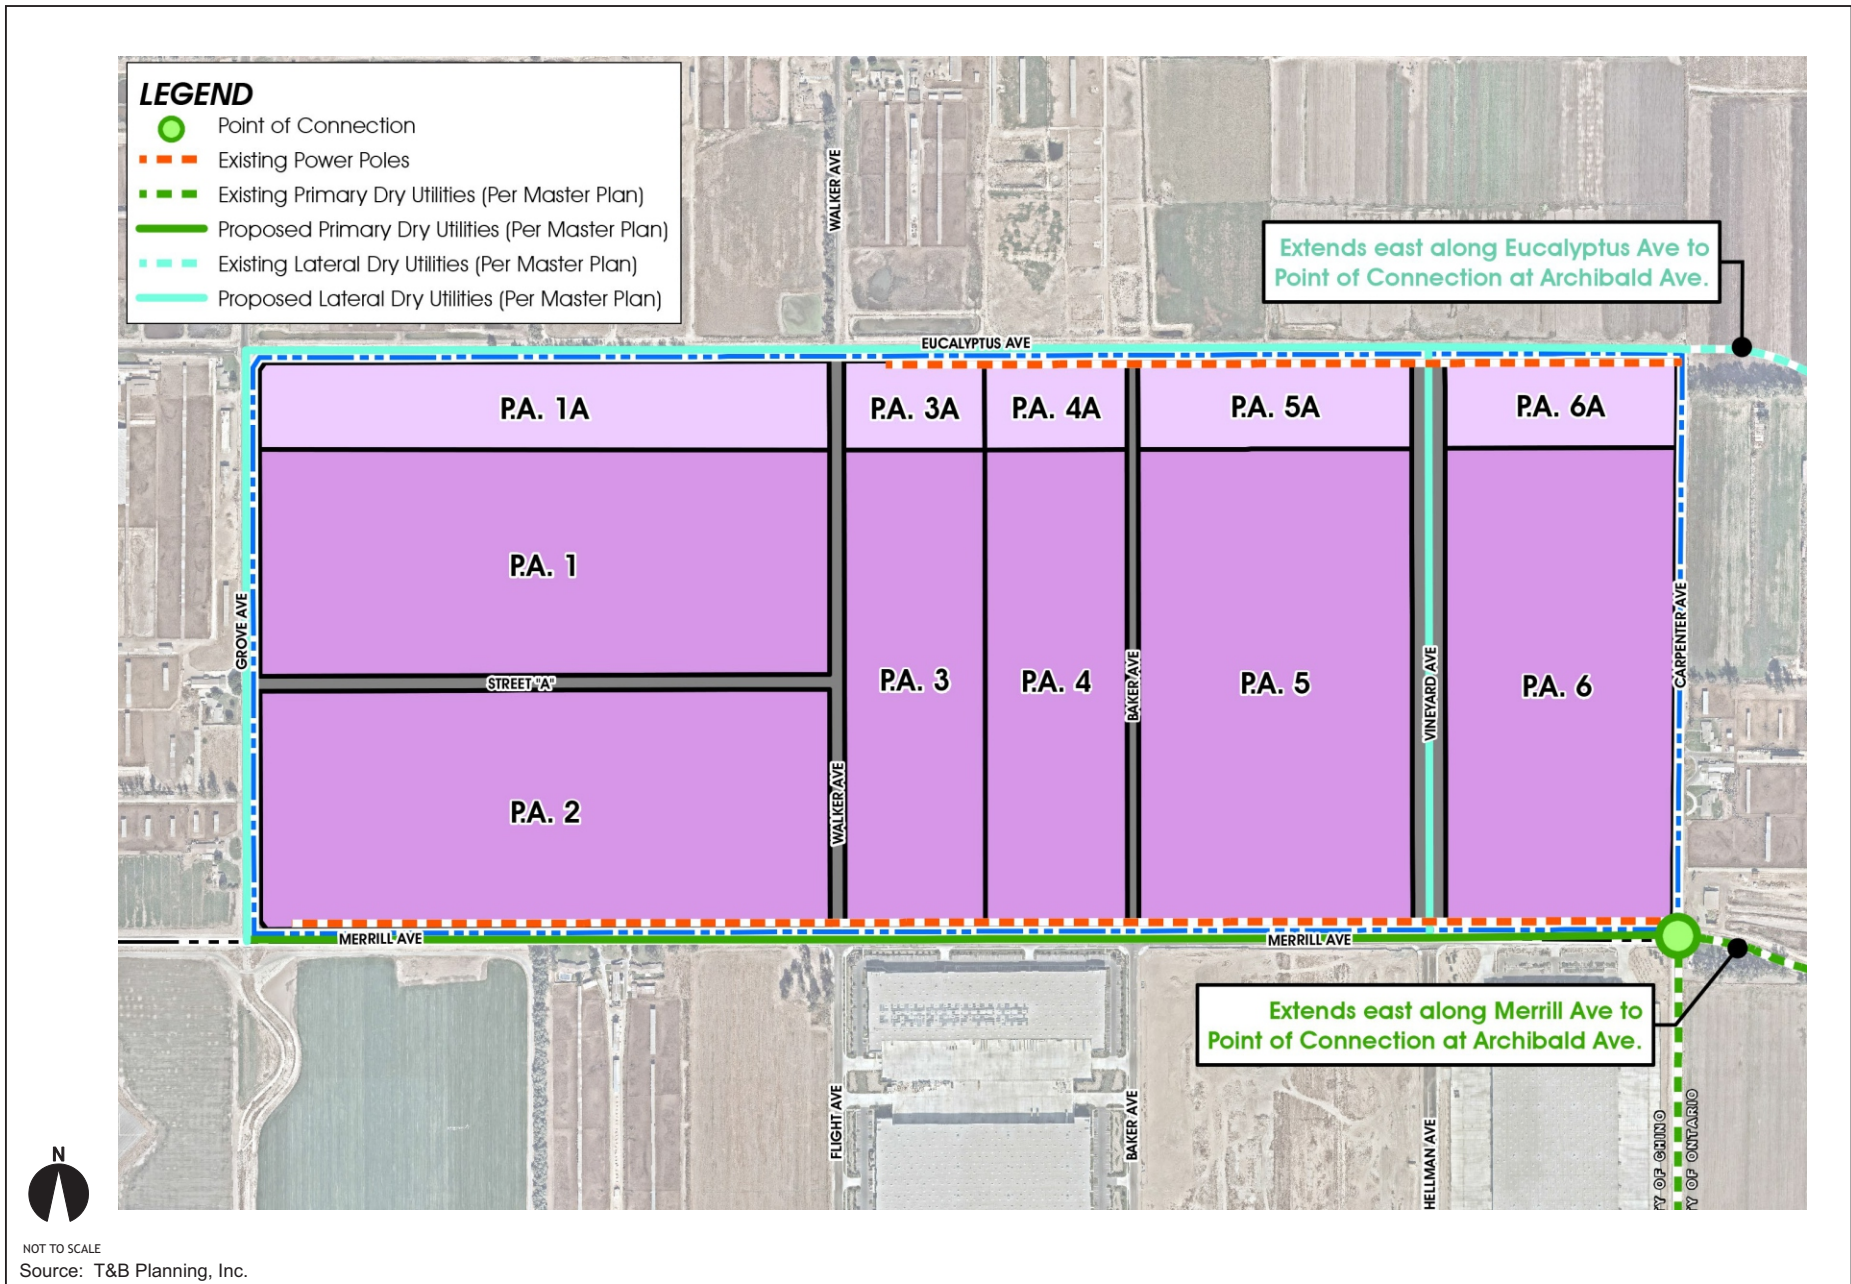 LEGEND
Point of Connection
Existing Power Poles
Existing Primary Dry Utilities (Per Master Plan)
Proposed Primary Dry Utilities (Per Master Plan)
Existing Lateral Dry Utilities (Per Master Plan)
Proposed Lateral Dry Utilities (Per Master Plan)
WALKER AVE
Extends east along Eucalyptus Ave to
Point of Connection at Archibald Ave.
EUCALYPTUS AVE
P.A. 1A
P.A. 3A
P.A. 4A
P.A. 5A
P.A. 6A
P.A. 1
GROVE AVE
STREET "A"
P.A. 3
P.A. 4
BAKER AVE
P.A. 5
VINEYARD AVE
P.A. 6
CARPENTER AVE
P.A. 2
WALKER AVE
MERRILL AVE
MERRILL AVE
Extends east along Merrill Ave to
Point of Connection at Archibald Ave.
FLIGHT AVE
BAKER AVE
HELLMAN AVE
Y OF CHINO
Y OF ONTARIO
N
NOT TO SCALE
Source: T&B Planning, Inc.